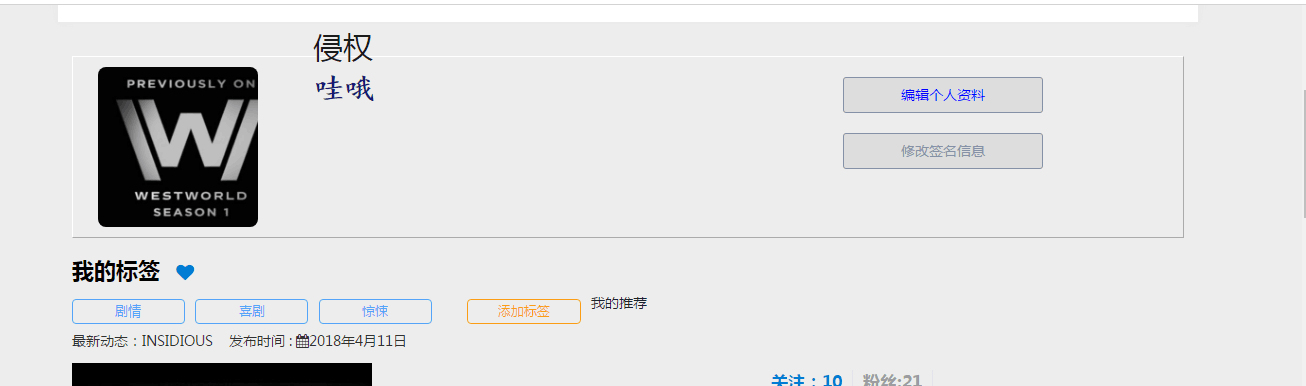 侵权
哇哦
PREVIOUSLY ON
W
WESTWORLD
SEASON 1
编辑个人资料
修改签名信息
我的标签
剧情 喜剧 惊悚 添加标签 我的推荐
最新动态：INSIDIOUS 发布时间 : 2018年4月11日
关注：10 粉丝:21